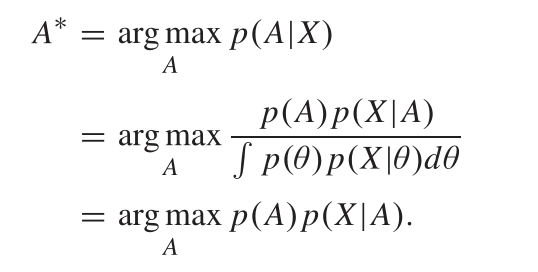 A* = arg max p(A|X)
A
= arg max p(A)p(X|A) / ∫ p(θ)p(X|θ)dθ
A
= arg max p(A)p(X|A).
A